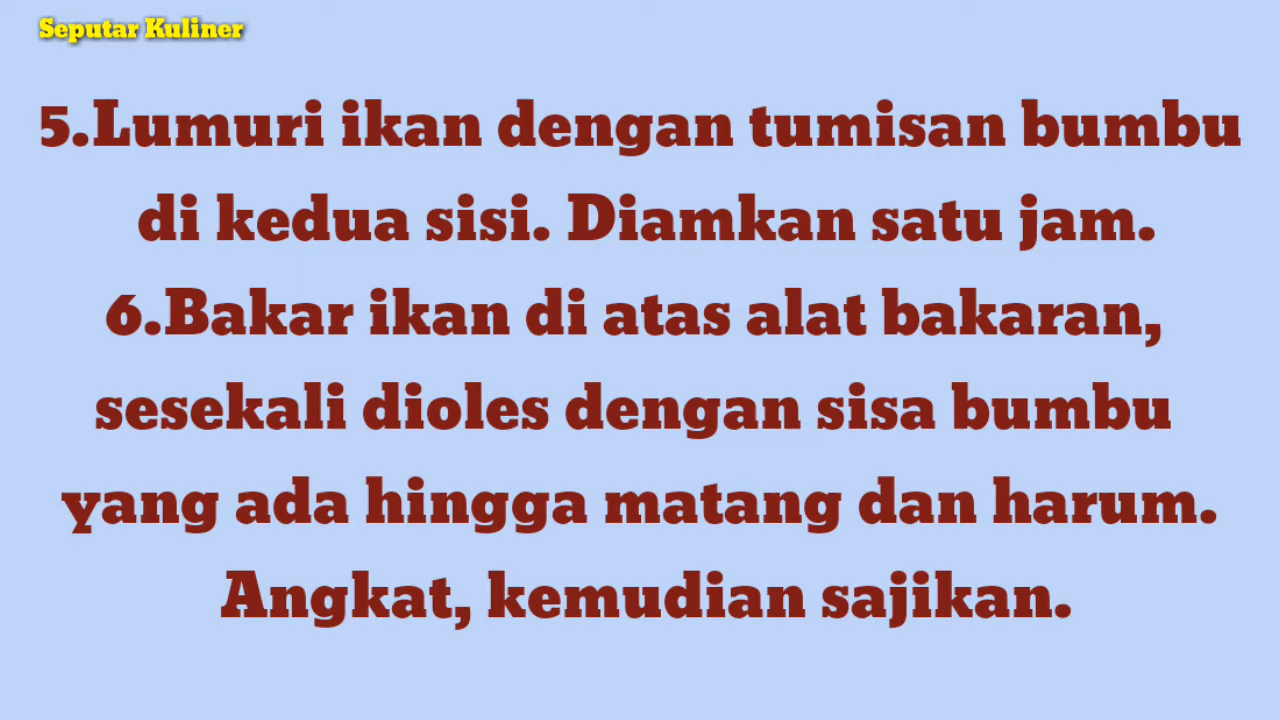 Seputar Kuliner
5.Lumuri ikan dengan tumisan bumbu
di kedua sisi. Diamkan satu jam.
6.Bakar ikan di atas alat bakaran,
sesekali dioles dengan sisa bumbu
yang ada hingga matang dan harum.
Angkat, kemudian sajikan.